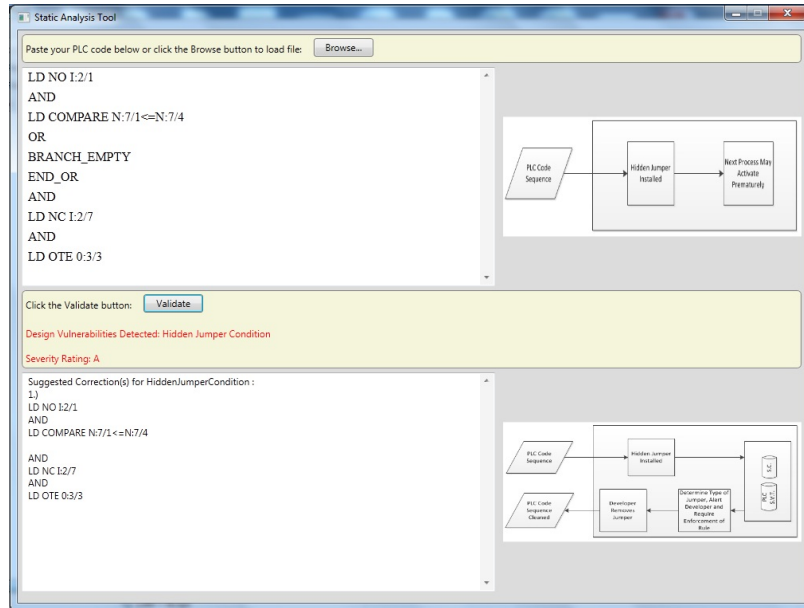 Static Analysis Tool
Paste your PLC code below or click the Browse button to load file:
Browse...
LD NO I:2/1
AND
LD COMPARE N:7/1<=N:7/4
OR
BRANCH_EMPTY
END_OR
AND
LD NC I:2/7
AND
LD OTE 0:3/3
PLC Code
Sequence
Hidden Jumper
Installed
Next Process May
Activate
Prematurely
Click the Validate button:
Validate
Design Vulnerabilities Detected: Hidden Jumper Condition
Severity Rating: A
Suggested Correction(s) for HiddenJumperCondition :
1.)
LD NO I:2/1
AND
LD COMPARE N:7/1<=N:7/4
AND
LD NC I:2/7
AND
LD OTE 0:3/3
PLC Code
Sequence
Hidden Jumper
Installed
S.C.
PLC Code
Sequence
Cleaned
Developer
Removes
Jumper
Determine Type of
Jumper, Alert
Developer and
Require
Enforcement of
Rule
PLC